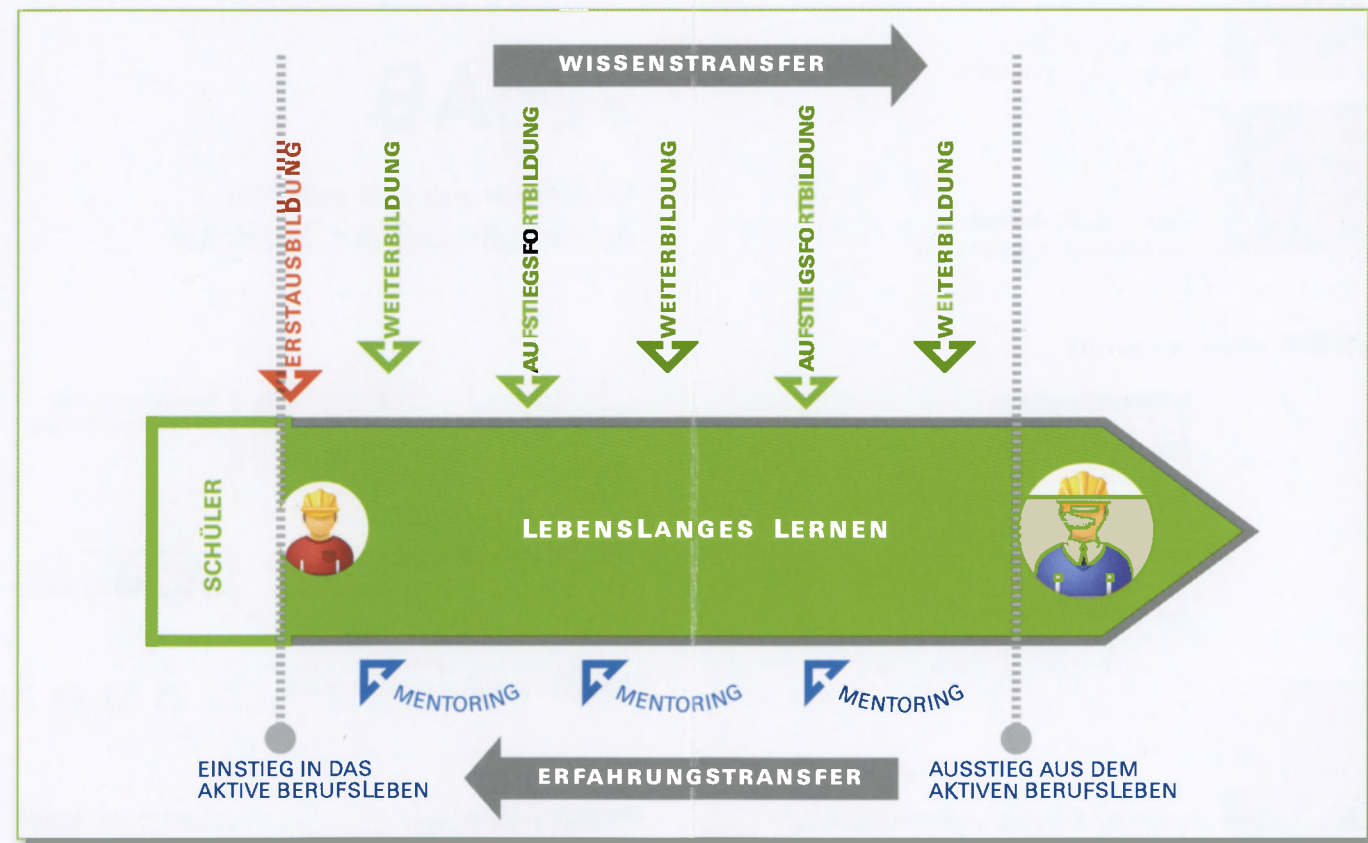 WISSENSTRANSFER
ERSTAUSBILDUNG
WEITERBILDUNG
AUFSTIEGSFORTBILDUNG
WEITERBILDUNG
AUFSTIEGSFORTBILDUNG
WEITERBILDUNG
SCHÜLER
LEBENSLANGES LERNEN
MENTORING
MENTORING
MENTORING
EINSTIEG IN DAS
AKTIVE BERUFSLEBEN
ERFAHRUNGSTRANSFER
AUSSTIEG AUS DEM
AKTIVEN BERUFSLEBEN